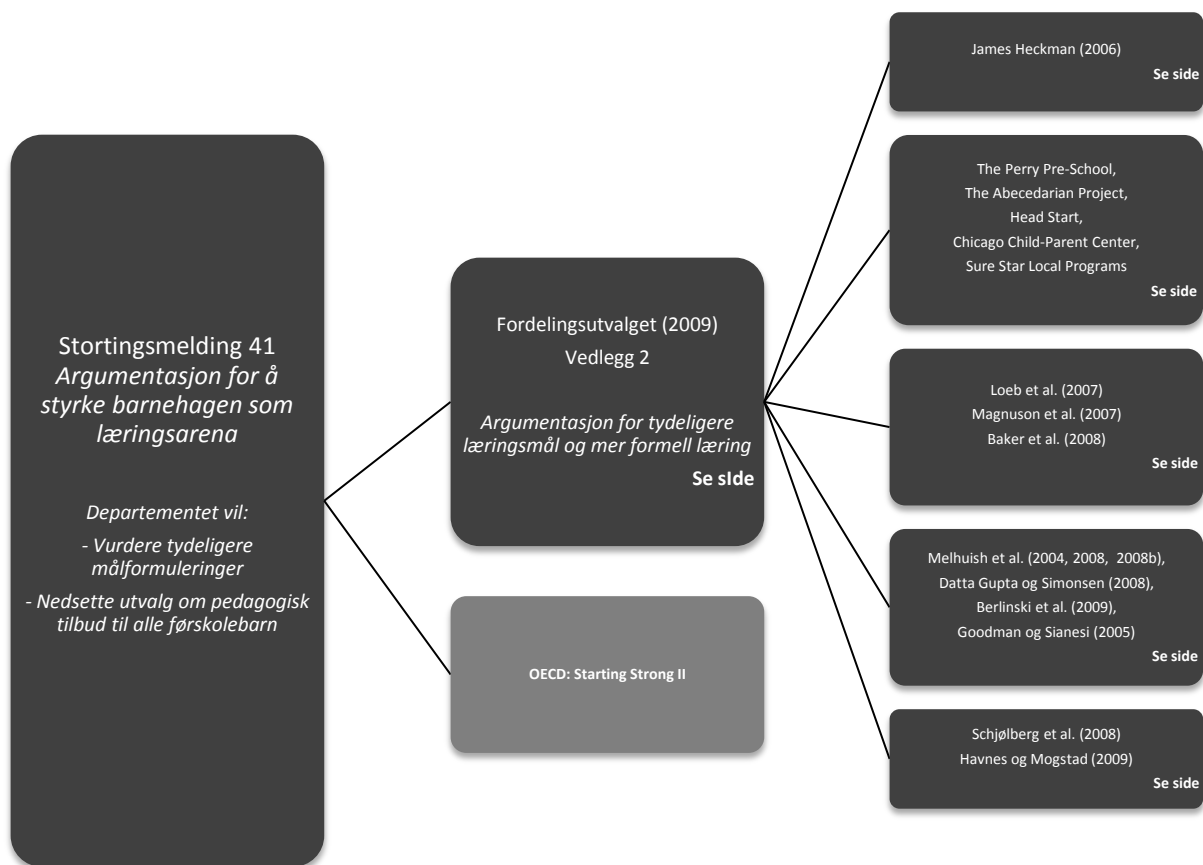 Stortingsmelding 41
Argumentasjon for å
styrke barnehagen som
læringsarena
Departementet vil:
- Vurdere tydeligere
målformuleringer
- Nedsette utvalg om pedagogisk
tilbud til alle førskolebarn
Fordelingsutvalget (2009)
Vedlegg 2
Argumentasjon for tydeligere
læringsmål og mer formell læring
Se sIde
OECD: Starting Strong II
James Heckman (2006)
Se side
The Perry Pre-School,
The Abecedarian Project,
Head Start,
Chicago Child-Parent Center,
Sure Star Local Programs
Se side
Loeb et al. (2007)
Magnuson et al. (2007)
Baker et al. (2008)
Se side
Melhuish et al. (2004, 2008, 2008b),
Datta Gupta og Simonsen (2008),
Berlinski et al. (2009),
Goodman og Sianesi (2005)
Se side
Schjølberg et al. (2008)
Havnes og Mogstad (2009)
Se side